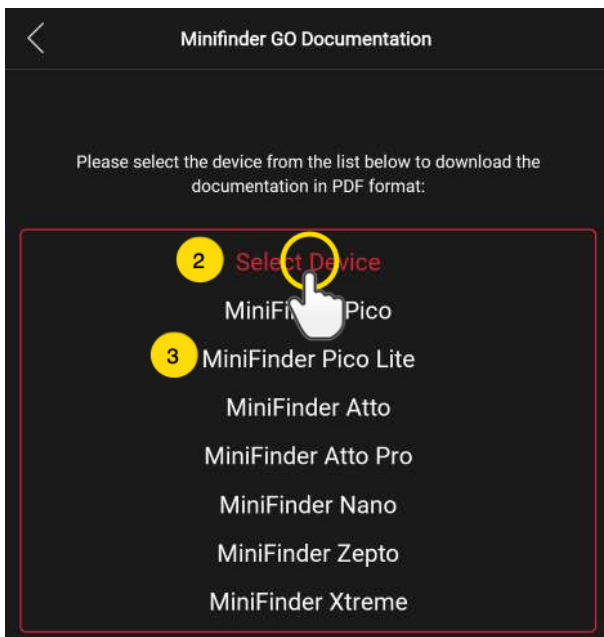 Minifinder GO Documentation
Please select the device from the list below to download the
documentation in PDF format:
2 Select Device
MiniFi Pico
3 MiniFinder Pico Lite
MiniFinder Atto
MiniFinder Atto Pro
MiniFinder Nano
MiniFinder Zepto
MiniFinder Xtreme